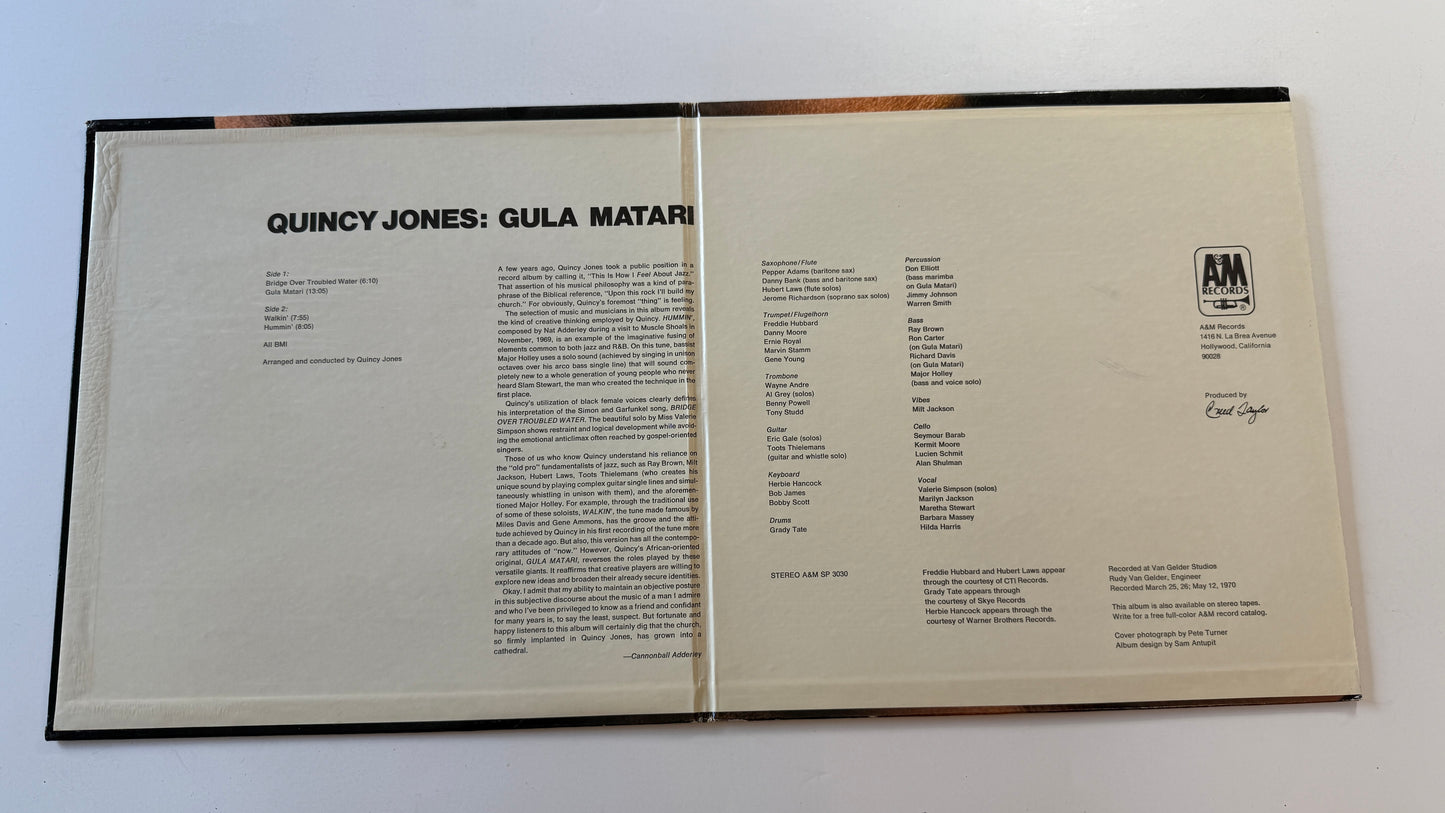 QUINCY JONES: GULA MATARI
Side 1:
Bridge Over Troubled Water (6:10)
Gula Matari (13:05)
Side 2:
Walkin' (7:55)
Hummin' (8:05)
All BMI
Arranged and conducted by Quincy Jones
A few years ago, Quincy Jones took a public position in a
record album by calling it, "This Is How I Feel About Jazz."
That assertion of his musical philosophy was a kind of para-
phrase of the Biblical reference, "Upon this rock I'll build my
church." For obviously, Quincy's foremost "thing" is feeling.
The selection of music and musicians in this album reveals
the kind of creative thinking employed by Quincy. HUMMIN',
composed by Nat Adderley during a visit to Muscle Shoals in
November, 1969, is an example of the imaginative fusing of
elements common to both jazz and R&B. On this tune, bassist
Major Holley uses a solo sound (achieved by singing in unison
octaves over his arco bass single line) that will sound com-
pletely new to a whole generation of young people who never
heard Slam Stewart, the man who created the technique in the
first place.
Quincy's utilization of black female voices clearly defines
his interpretation of the Simon and Garfunkel song, BRIDGE
OVER TROUBLED WATER. The beautiful solo by Miss Valerie
Simpson shows restraint and logical development while avoid-
ing the emotional anticlimax often reached by gospel-oriented
singers.
Those of us who know Quincy understand his reliance on
the "old pro" fundamentalists of jazz, such as Ray Brown, Milt
Jackson, Hubert Laws, Toots Thielemans (who creates his
unique sound by playing complex guitar single lines and simul-
taneously whistling in unison with them), and the aforemen-
tioned Major Holley. For example, through the traditional use
of some of these soloists, WALKIN', the tune made famous by
Miles Davis and Gene Ammons, has the groove and the atti-
tude achieved by Quincy in his first recording of the tune more
than a decade ago. But also, this version has all the contempo-
rary attitudes of "now." However, Quincy's African-oriented
original, GULA MATARI, reverses the roles played by these
versatile giants. It reaffirms that creative players are willing to
explore new ideas and broaden their already secure identities.
Okay. I admit that my ability to maintain an objective posture
in this subjective discourse about the music of a man I admire
and who I've been privileged to know as a friend and confidant
for many years is, to say the least, suspect. But fortunate and
happy listeners to this album will certainly dig that the church,
so firmly implanted in Quincy Jones, has grown into a
cathedral.
—Cannonball Adderley
Saxophone/Flute
Pepper Adams (baritone sax)
Danny Bank (bass and baritone sax)
Hubert Laws (flute solos)
Jerome Richardson (soprano sax solos)
Trumpet/Flugelhorn
Freddie Hubbard
Danny Moore
Ernie Royal
Marvin Stamm
Gene Young
Trombone
Wayne Andre
Al Grey (solos)
Benny Powell
Tony Studd
Guitar
Eric Gale (solos)
Toots Thielemans
(guitar and whistle solo)
Keyboard
Herbie Hancock
Bob James
Bobby Scott
Drums
Grady Tate
Percussion
Don Elliott
(bass marimba
on Gula Matari)
Jimmy Johnson
Warren Smith
Bass
Ray Brown
Ron Carter
(on Gula Matari)
Richard Davis
(on Gula Matari)
Major Holley
(bass and voice solo)
Vibes
Milt Jackson
Cello
Seymour Barab
Kermit Moore
Lucien Schmit
Alan Shulman
Vocal
Valerie Simpson (solos)
Marilyn Jackson
Maretha Stewart
Barbara Massey
Hilda Harris
A&M
RECORDS
®
A&M Records
1416 N. La Brea Avenue
Hollywood, California
90028
Produced by
Creed Taylor
STEREO A&M SP 3030
Freddie Hubbard and Hubert Laws appear
through the courtesy of CTI Records.
Grady Tate appears through
the courtesy of Skye Records
Herbie Hancock appears through the
courtesy of Warner Brothers Records.
Recorded at Van Gelder Studios
Rudy Van Gelder, Engineer
Recorded March 25, 26; May 12, 1970
This album is also available on stereo tapes.
Write for a free full-color A&M record catalog.
Cover photograph by Pete Turner
Album design by Sam Antupit